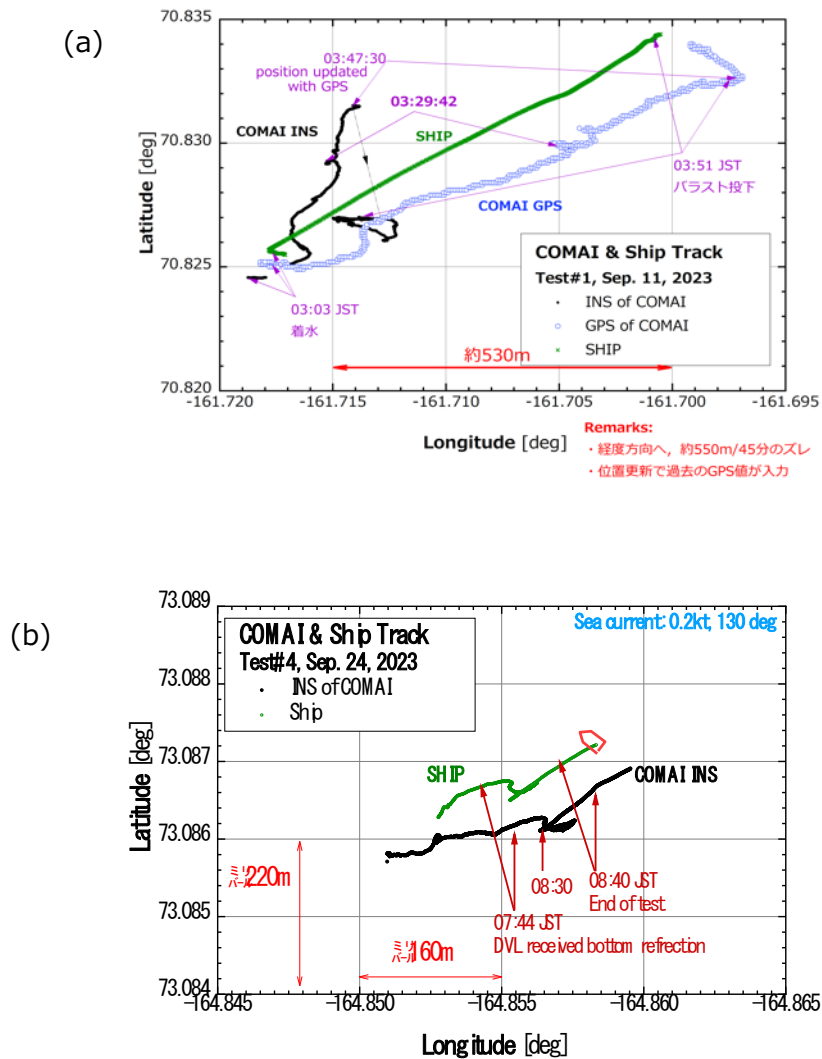 (a)
70.835
70.830
70.825
70.820
Latitude [deg]
03:47:30
position updated
with GPS
03:29:42
COMAI INS
SHIP
COMAI GPS
03:51 JST
バラスト投下
03:03 JST
着水
COMAI & Ship Track
Test#1, Sep. 11, 2023
INS of COMAI
GPS of COMAI
SHIP
約530m
-161.720 -161.715 -161.710 -161.705 -161.700 -161.695
Longitude [deg]
Remarks:
・経度方向へ，約550m/45分のズレ
・位置更新で過去のGPS値が入力
(b)
73.089
73.088
73.087
73.086
73.085
73.084
Latitude [deg]
Sea current: 0.2kt, 130 deg
COMAI & Ship Track
Test#4, Sep. 24, 2023
INS of COMAI
Ship
SHIP
COMAI INS
220m
160m
08:30
08:40 JST
End of test
07:44 JST
DVL received bottom refrection
-164.845 -164.850 -164.855 -164.860 -164.865
Longitude [deg]